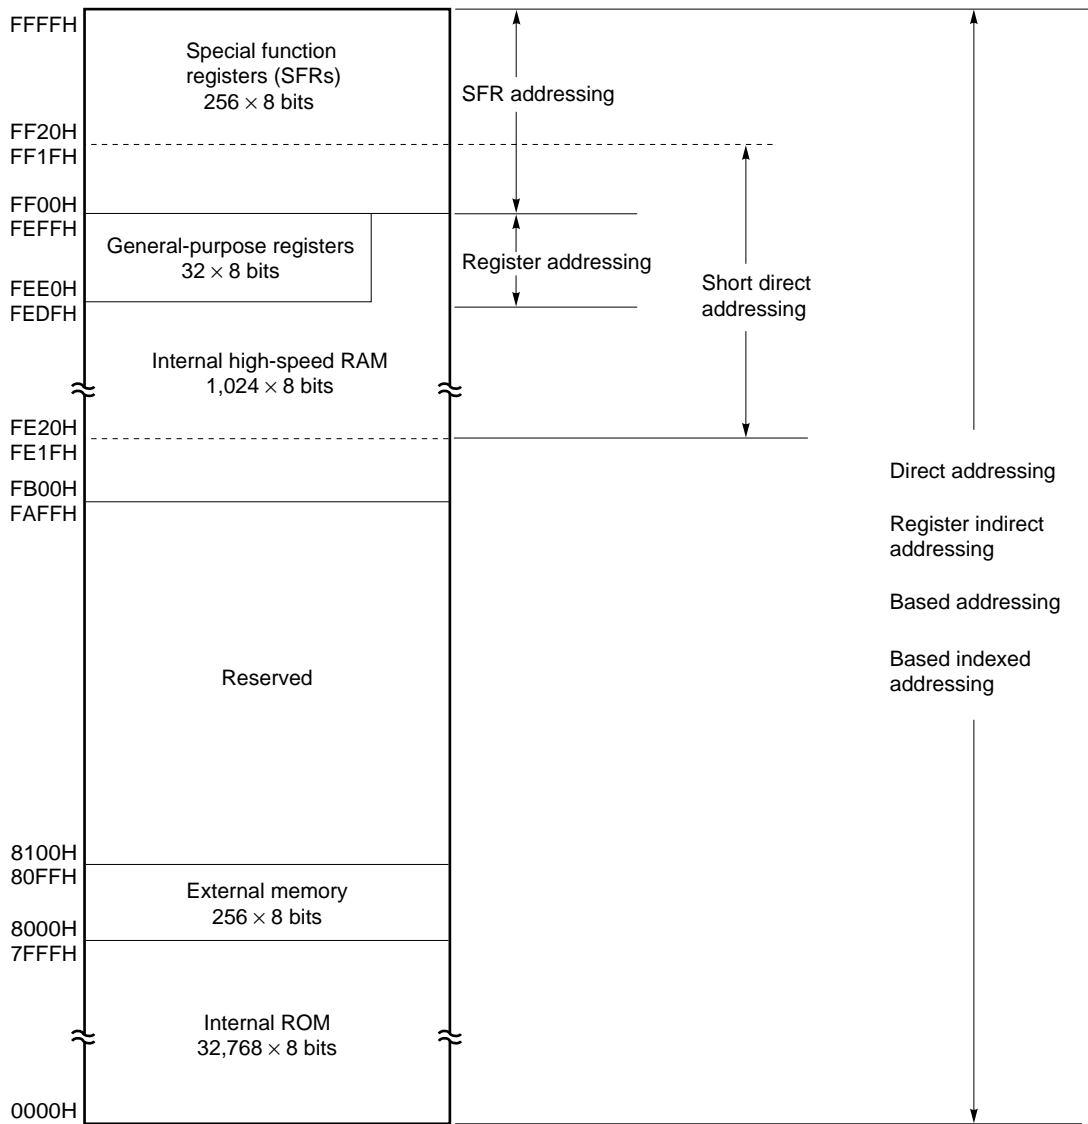 FFFFH
Special function
registers (SFRs)
256 × 8 bits
SFR addressing
FF20H
FF1FH
FF00H
FEFFH
General-purpose registers
32 × 8 bits
Register addressing
Short direct
addressing
FEE0H
FEDFH
Internal high-speed RAM
1,024 × 8 bits
FE20H
FE1FH
FB00H
FAFFH
Direct addressing
Register indirect
addressing
Based addressing
Based indexed
addressing
Reserved
8100H
80FFH
External memory
256 × 8 bits
8000H
7FFFH
Internal ROM
32,768 × 8 bits
0000H